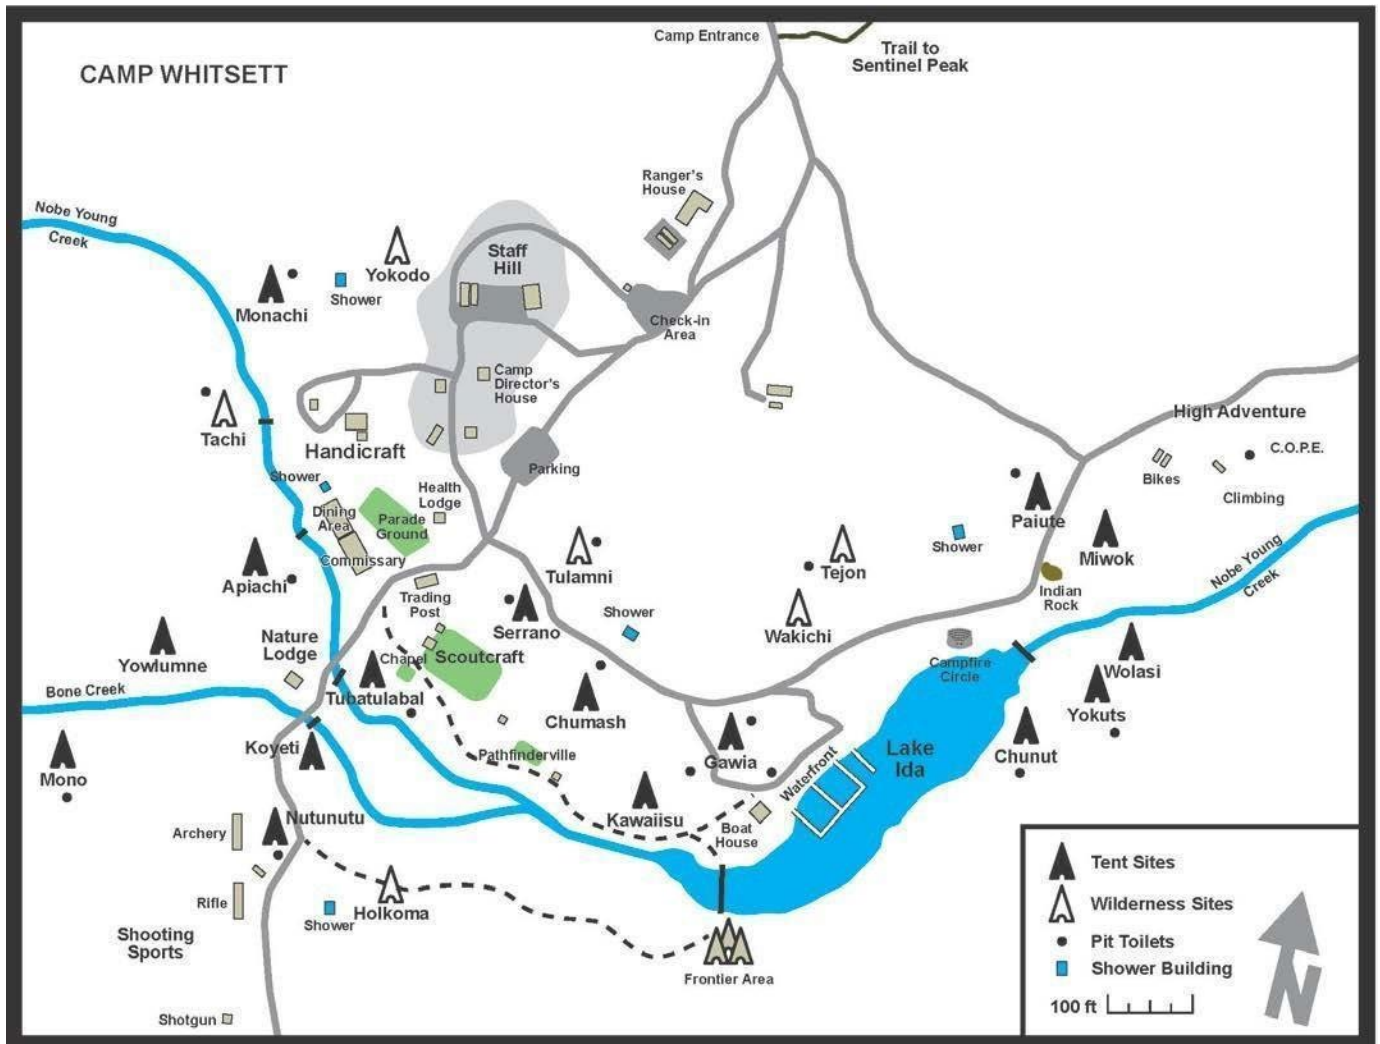 Camp Entrance
Trail to
Sentinel Peak
CAMP WHITSETT
Ranger's
House
Nobe Young
Creek
Yokodo
Staff
Hill
Shower
Monachi
Check-in
Area
Camp
Director's
House
Tachi
Handicraft
High Adventure
C.O.P.E.
Bikes
Climbing
Parking
Shower
Health
Lodge
Dining
Area
Parade
Ground
Commissary
Paiute
Miwok
Shower
Tejon
Tulamni
Apiachi
Trading
Post
Nobe Young
Creek
Indian
Rock
Shower
Serrano
Wakichi
Nature
Lodge
Yowlumne
Chapel
Scoutcraft
Campfire
Circle
Wolasi
Bone Creek
Tubatulabal
Chumash
Yokuts
Koyeti
Pathfinderville
Gawia
Waterfront
Lake
Ida
Chunut
Mono
Nutunutu
Kawaiisu
Archery
Boat
House
Rifle
Shower
Holkoma
Shooting
Sports
Frontier Area
Shotgun
Tent Sites
Wilderness Sites
Pit Toilets
Shower Building
100 ft
N